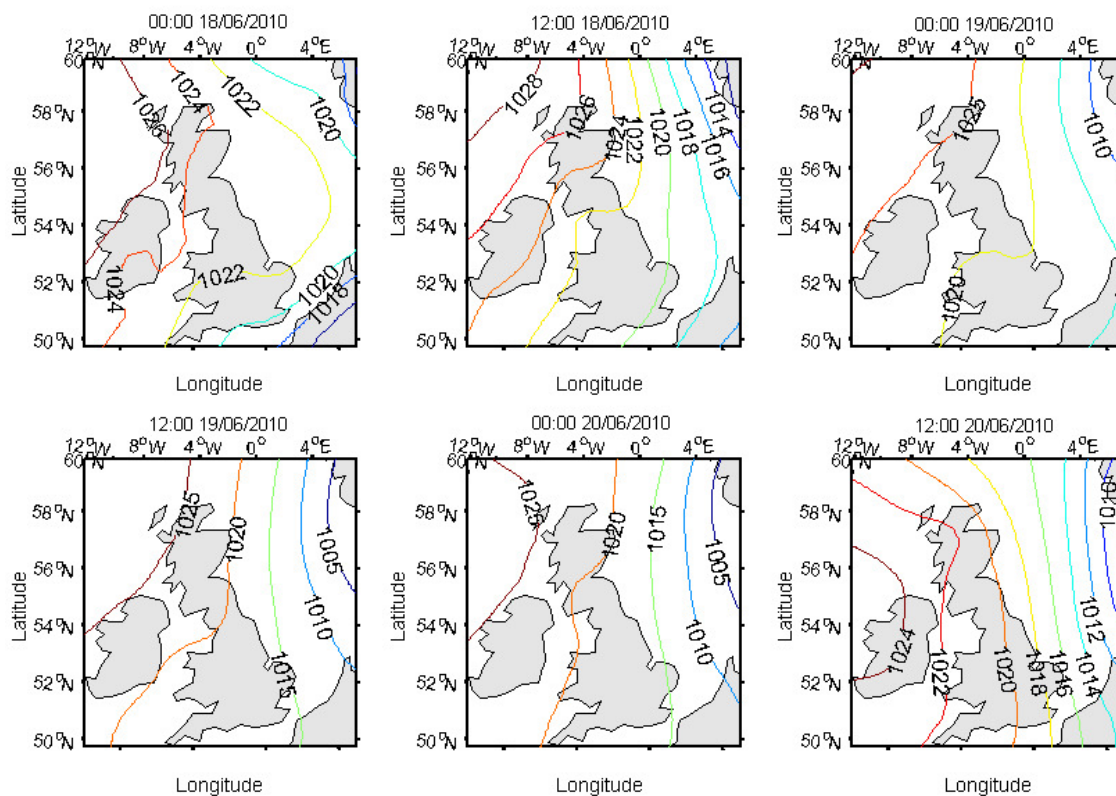 00:00 18/06/2010
12°W 8°W 4°W 0° 4°E
60°N
58°N
56°N
54°N
52°N
50°N
Latitude
Longitude
1026
1024
1022
1020
1022
1024
1020
1018
12:00 18/06/2010
12°W 8°W 4°W 0° 4°E
60°N
58°N
56°N
54°N
52°N
50°N
Latitude
Longitude
1028
1026
1022
1020
1018
1014
1016
00:00 19/06/2010
12°W 8°W 4°W 0° 4°E
60°N
58°N
56°N
54°N
52°N
50°N
Latitude
Longitude
1025
1010
1020
12:00 19/06/2010
12°W 8°W 4°W 0° 4°E
60°N
58°N
56°N
54°N
52°N
50°N
Latitude
Longitude
1025
1020
1005
1010
1015
00:00 20/06/2010
12°W 8°W 4°W 0° 4°E
60°N
58°N
56°N
54°N
52°N
50°N
Latitude
Longitude
1025
1020
1015
1005
1010
12:00 20/06/2010
12°W 8°W 4°W 0° 4°E
60°N
58°N
56°N
54°N
52°N
50°N
Latitude
Longitude
1012
1024
1022
1020
1018
1016
1014